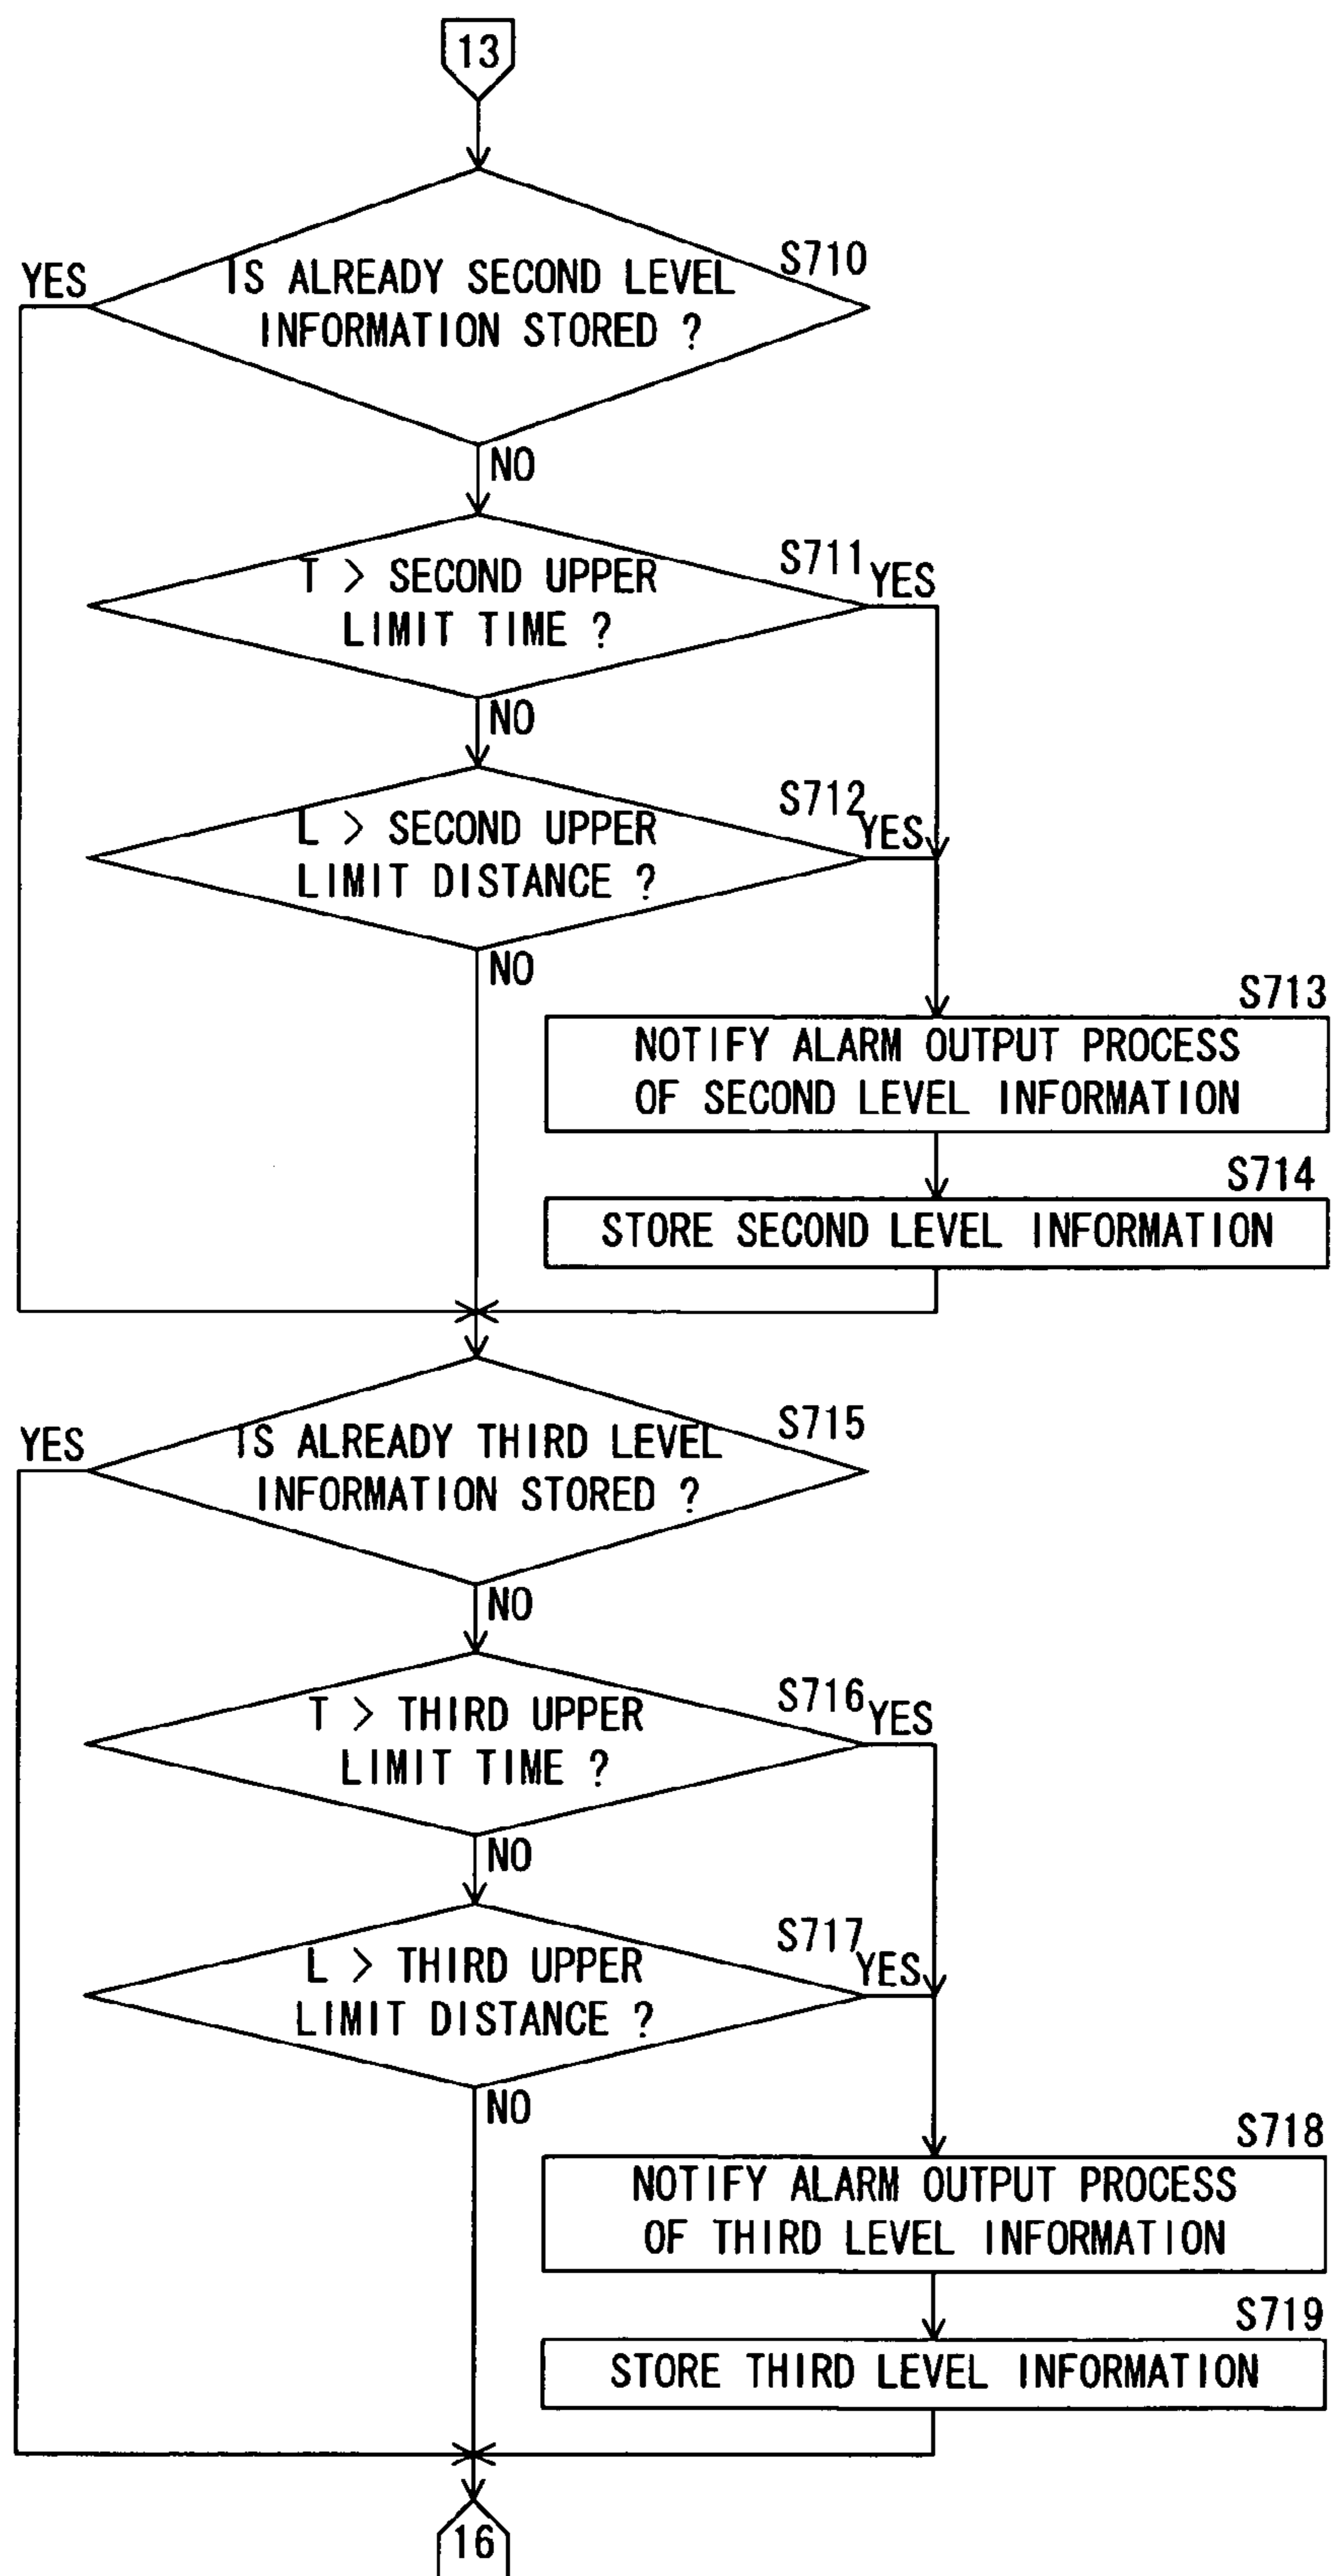 13
S710
YES
IS ALREADY SECOND LEVEL
INFORMATION STORED ?
NO
S711
YES
T > SECOND UPPER
LIMIT TIME ?
NO
S712
YES
L > SECOND UPPER
LIMIT DISTANCE ?
NO
S713
NOTIFY ALARM OUTPUT PROCESS
OF SECOND LEVEL INFORMATION
S714
STORE SECOND LEVEL INFORMATION
S715
YES
IS ALREADY THIRD LEVEL
INFORMATION STORED ?
NO
S716
YES
T > THIRD UPPER
LIMIT TIME ?
NO
S717
YES
L > THIRD UPPER
LIMIT DISTANCE ?
NO
S718
NOTIFY ALARM OUTPUT PROCESS
OF THIRD LEVEL INFORMATION
S719
STORE THIRD LEVEL INFORMATION
16